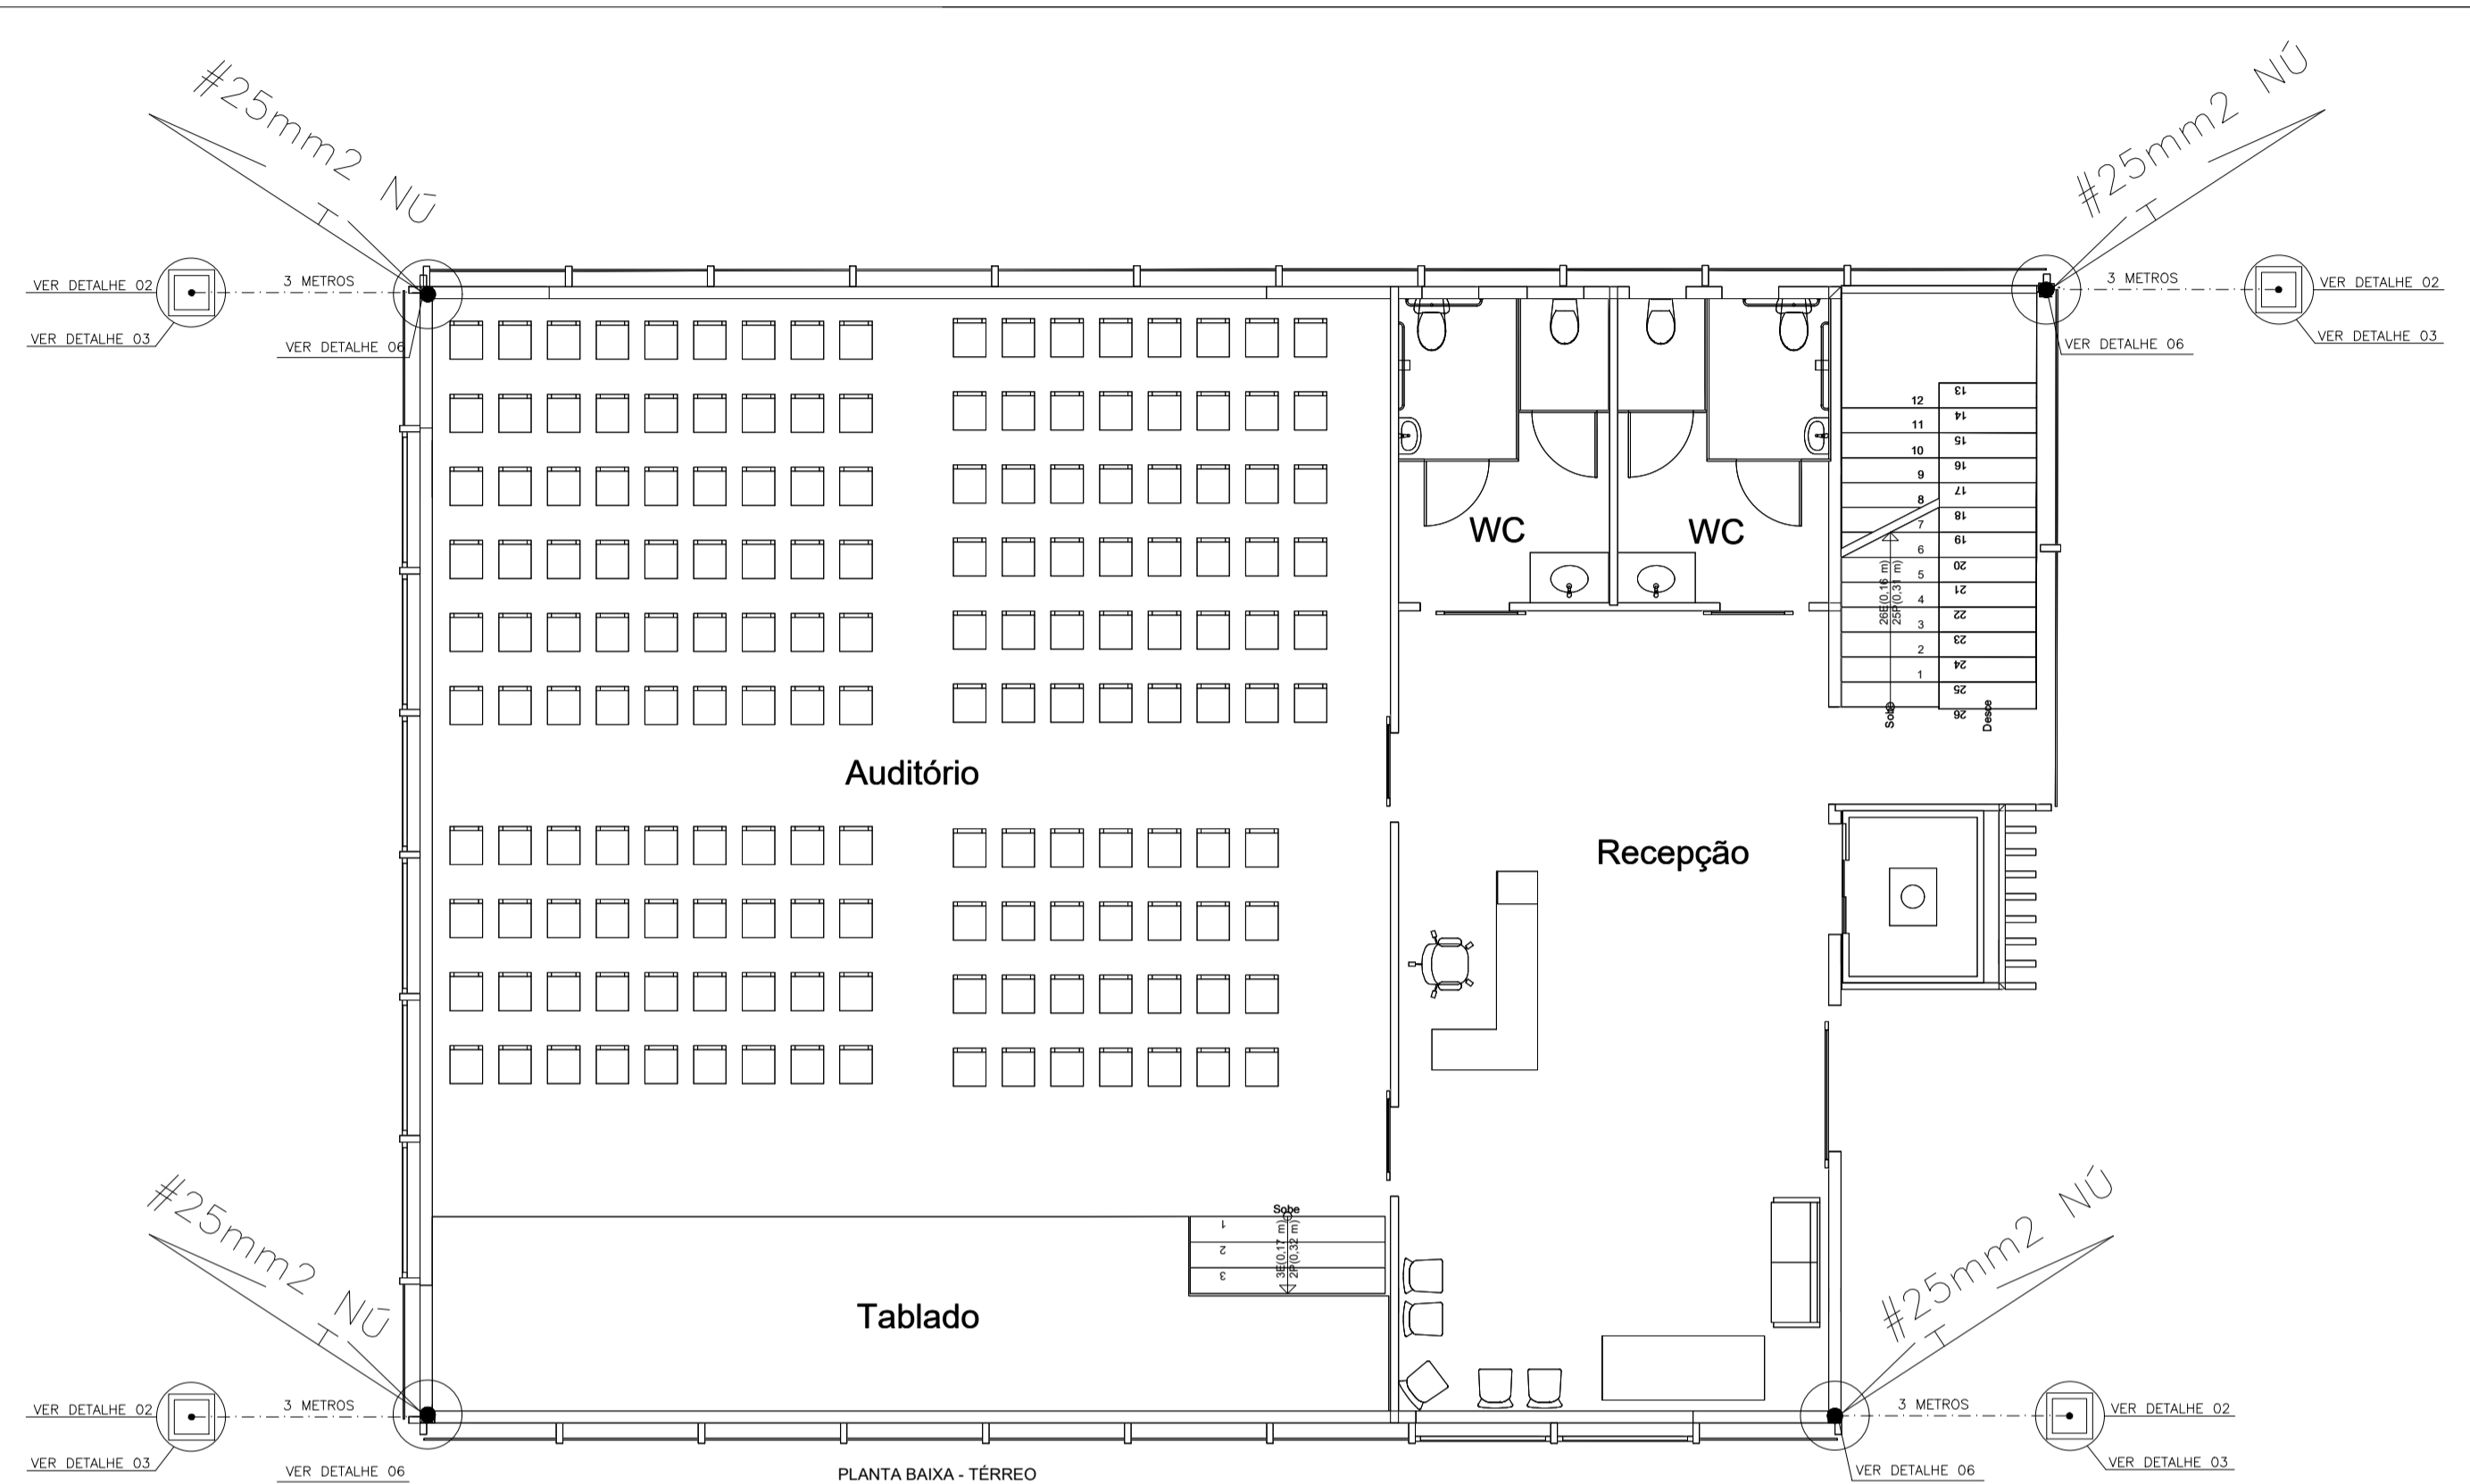 #25mm2 NÚ
#25mm2 NÚ
VER DETALHE 02
3 METROS
3 METROS
VER DETALHE 02
VER DETALHE 03
VER DETALHE 06
VER DETALHE 06
VER DETALHE 03
12
11
10
9
8
7
6
5
4
3
2
1
13
14
15
16
17
18
19
20
21
22
23
24
25
26
26E(0,16 m)
25P(0,31 m)
Sobe
Desce
WC
WC
Auditório
Recepção
Sobe
1
2
3
3E(0,17 m)
2P(0,32 m)
Tablado
#25mm2 NÚ
#25mm2 NÚ
VER DETALHE 02
3 METROS
3 METROS
VER DETALHE 02
VER DETALHE 03
VER DETALHE 06
VER DETALHE 06
VER DETALHE 03
PLANTA BAIXA - TÉRREO